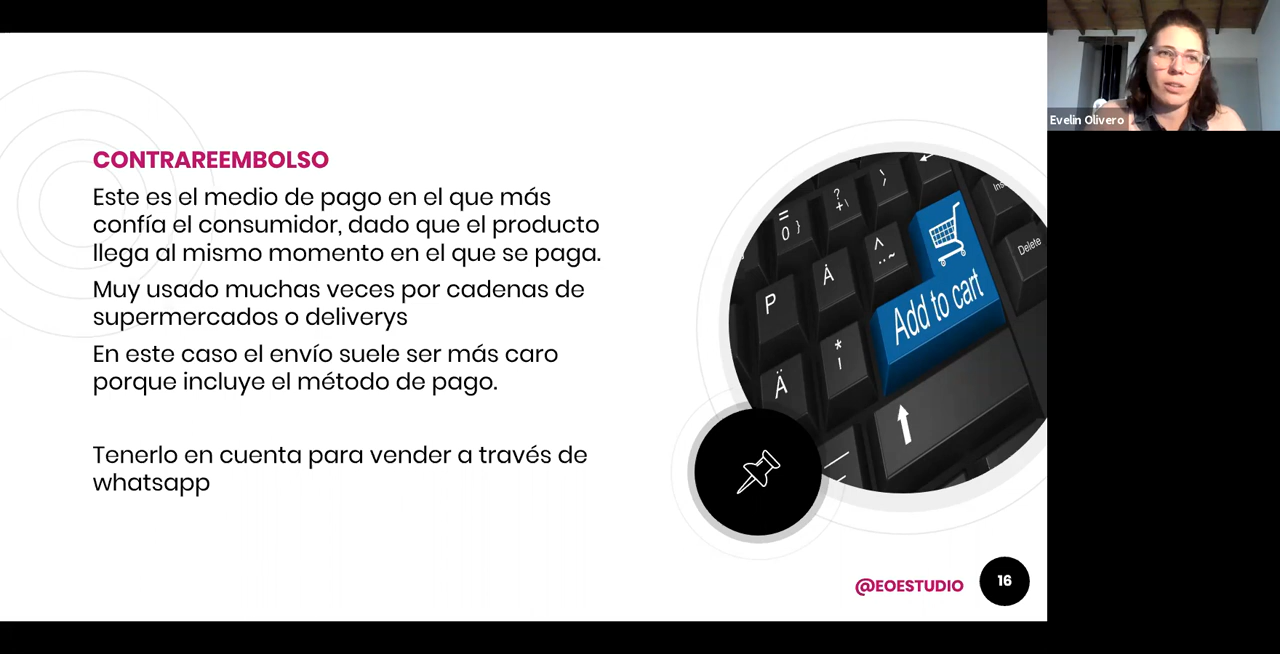 CONTRAREEMBOLSO
Este es el medio de pago en el que más
confía el consumidor, dado que el producto
llega al mismo momento en el que se paga.
Muy usado muchas veces por cadenas de
supermercados o deliverys
En este caso el envío suele ser más caro
porque incluye el método de pago.
Tenerlo en cuenta para vender a través de
whatsapp
Add to cart
Delete
P
Å
Ä
@EOESTUDIO
16
Evelin Olivero